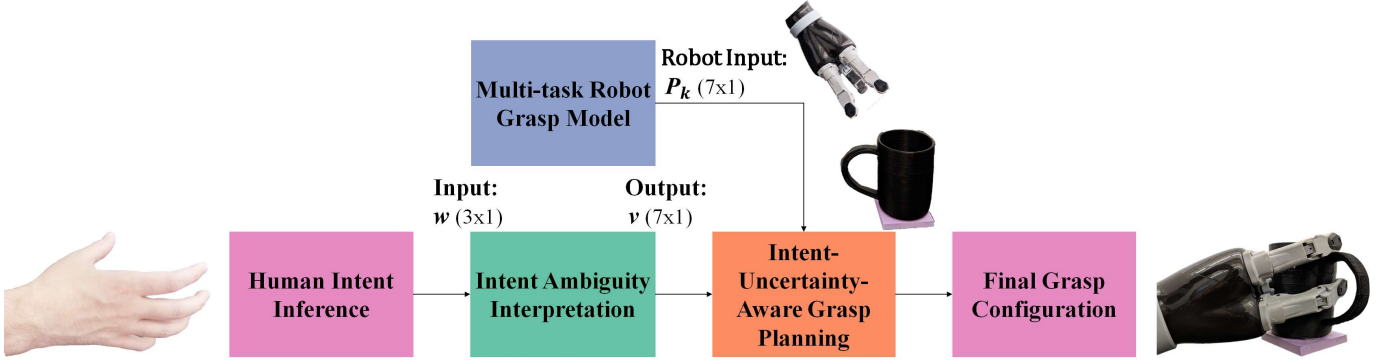 Multi-task Robot
Grasp Model
Robot Input:
P_k (7x1)
Input:
w (3x1)
Output:
v (7x1)
Human Intent
Inference
Intent Ambiguity
Interpretation
Intent-
Uncertainty-
Aware Grasp
Planning
Final Grasp
Configuration